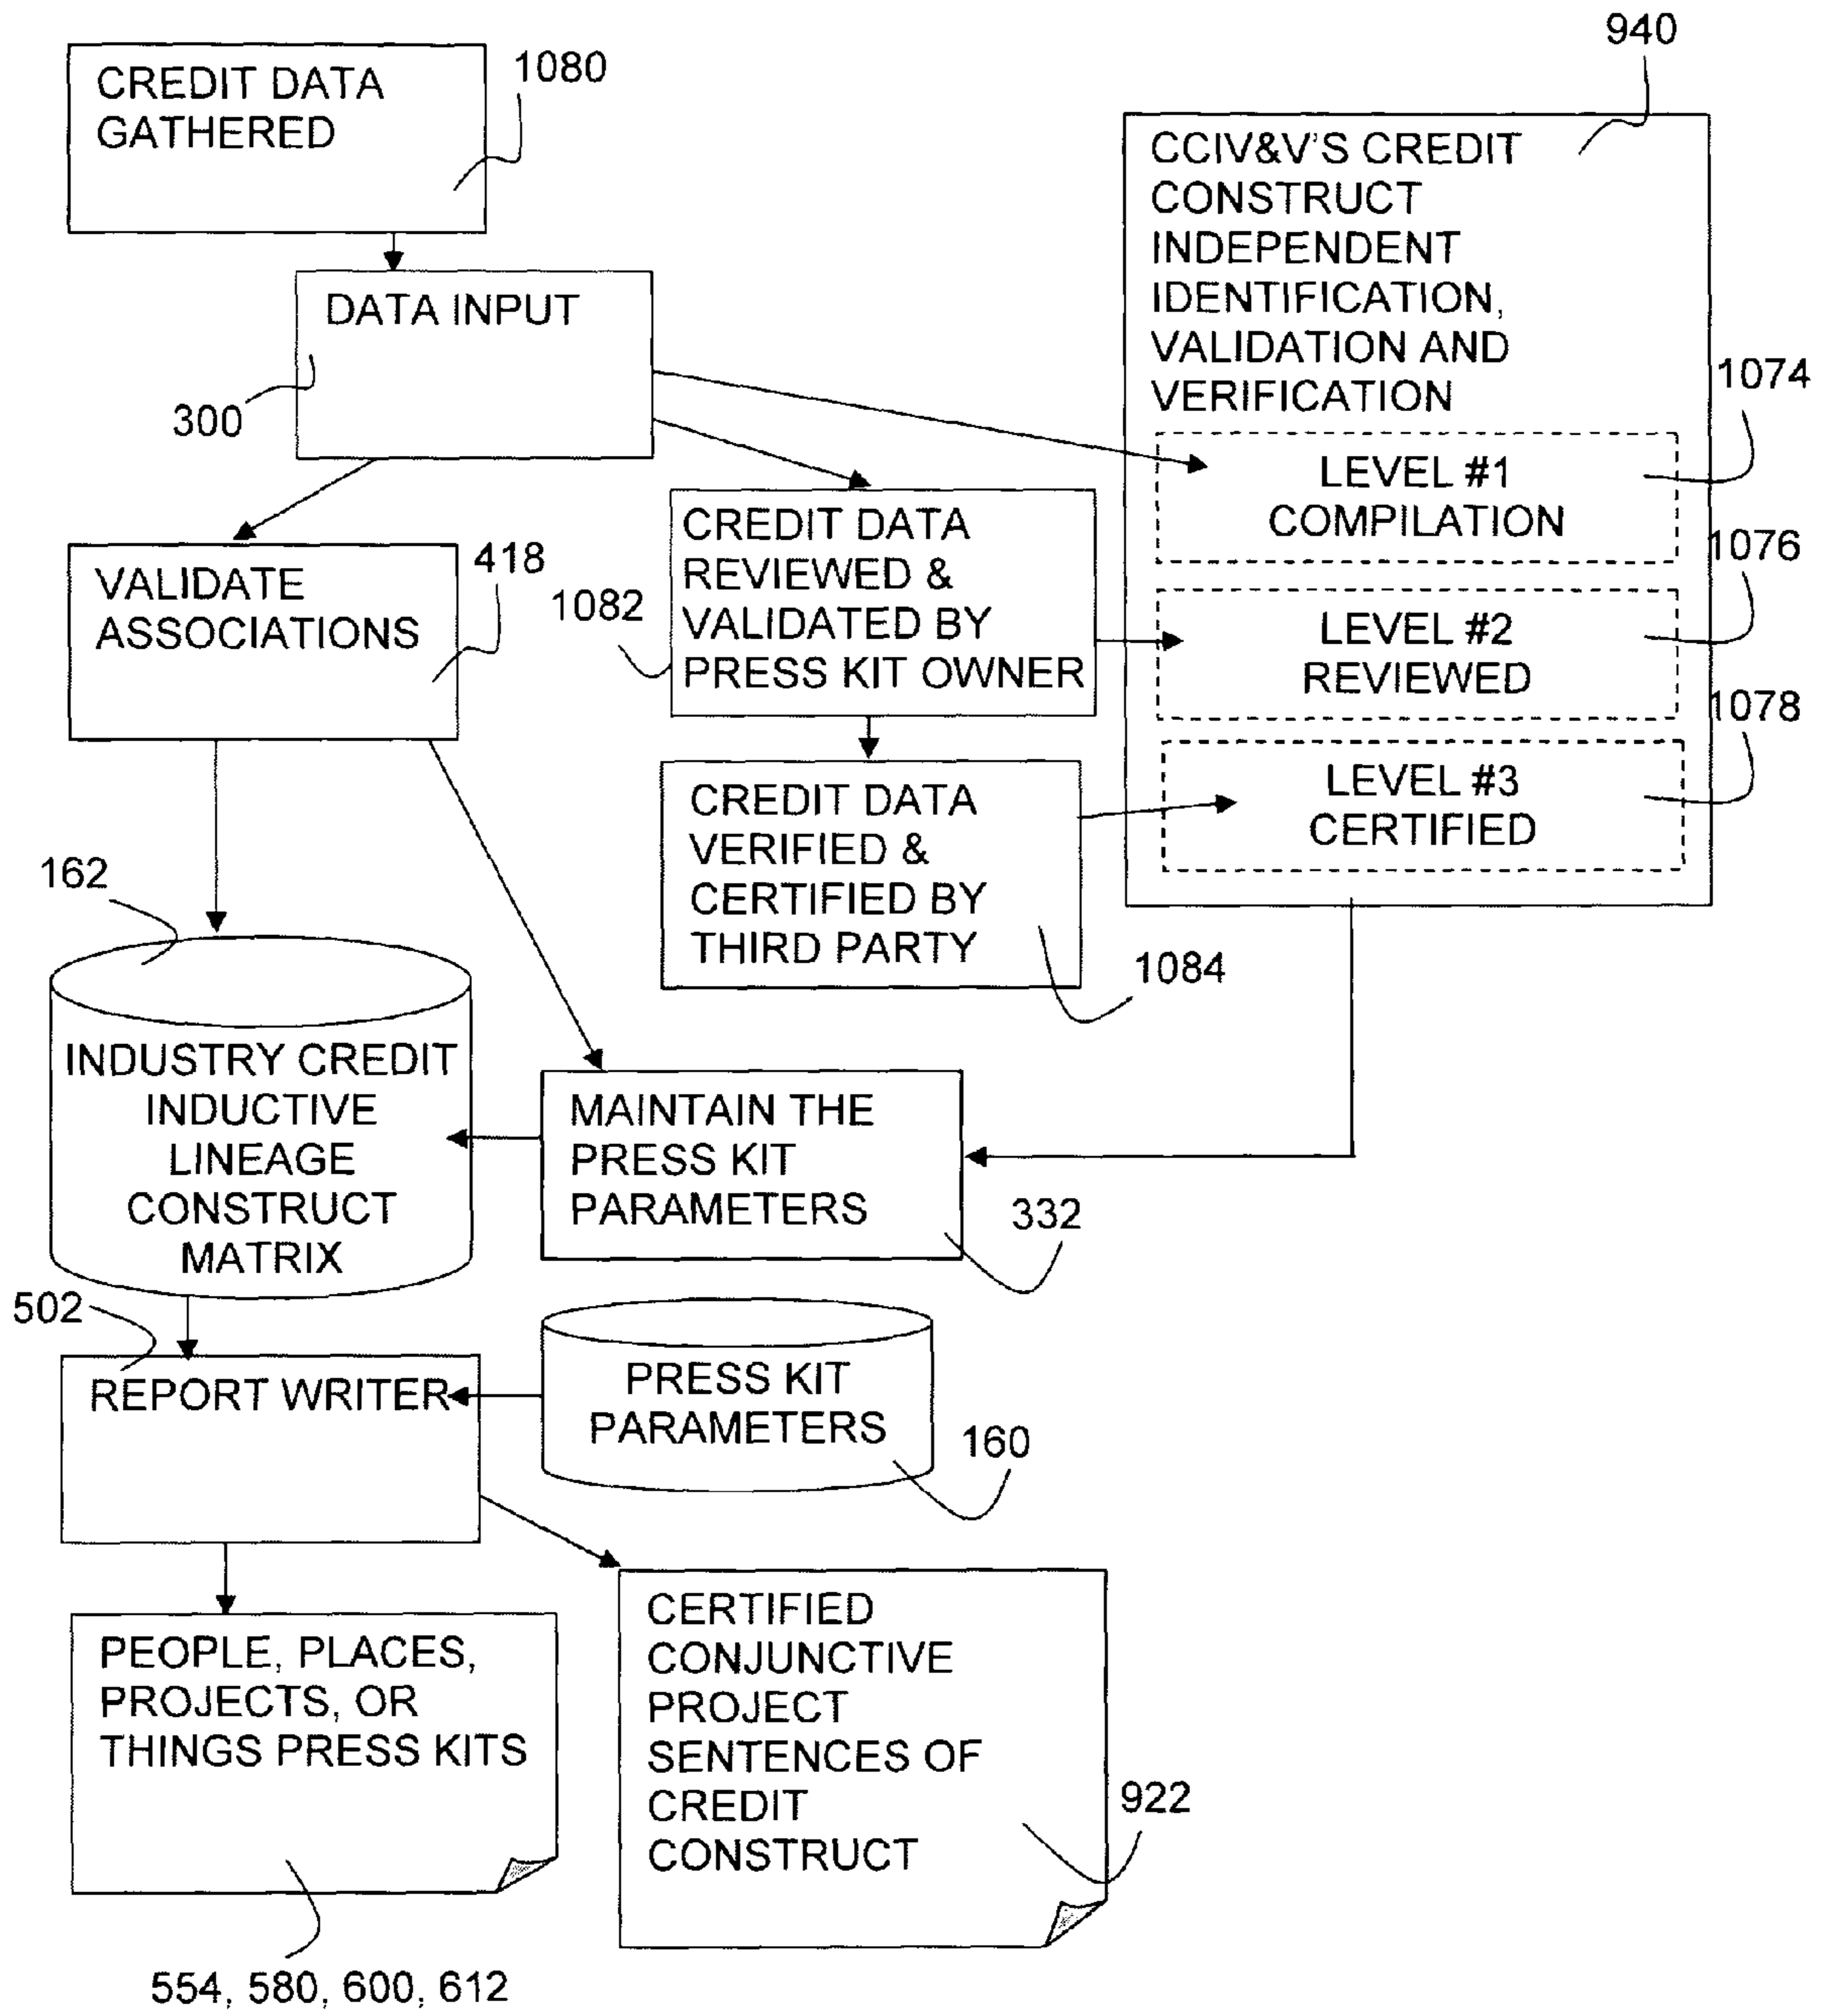 940
CREDIT DATA
GATHERED
1080
CCIV&V'S CREDIT
CONSTRUCT
INDEPENDENT
IDENTIFICATION,
VALIDATION AND
VERIFICATION
DATA INPUT
300
1074
LEVEL #1
COMPILATION
1076
LEVEL #2
REVIEWED
1078
LEVEL #3
CERTIFIED
VALIDATE
ASSOCIATIONS
418
1082
CREDIT DATA
REVIEWED &
VALIDATED BY
PRESS KIT OWNER
CREDIT DATA
VERIFIED &
CERTIFIED BY
THIRD PARTY
1084
162
INDUSTRY CREDIT
INDUCTIVE
LINEAGE
CONSTRUCT
MATRIX
MAINTAIN THE
PRESS KIT
PARAMETERS
332
502
REPORT WRITER
PRESS KIT
PARAMETERS
160
PEOPLE, PLACES,
PROJECTS, OR
THINGS PRESS KITS
554, 580, 600, 612
CERTIFIED
CONJUNCTIVE
PROJECT
SENTENCES OF
CREDIT
CONSTRUCT
922